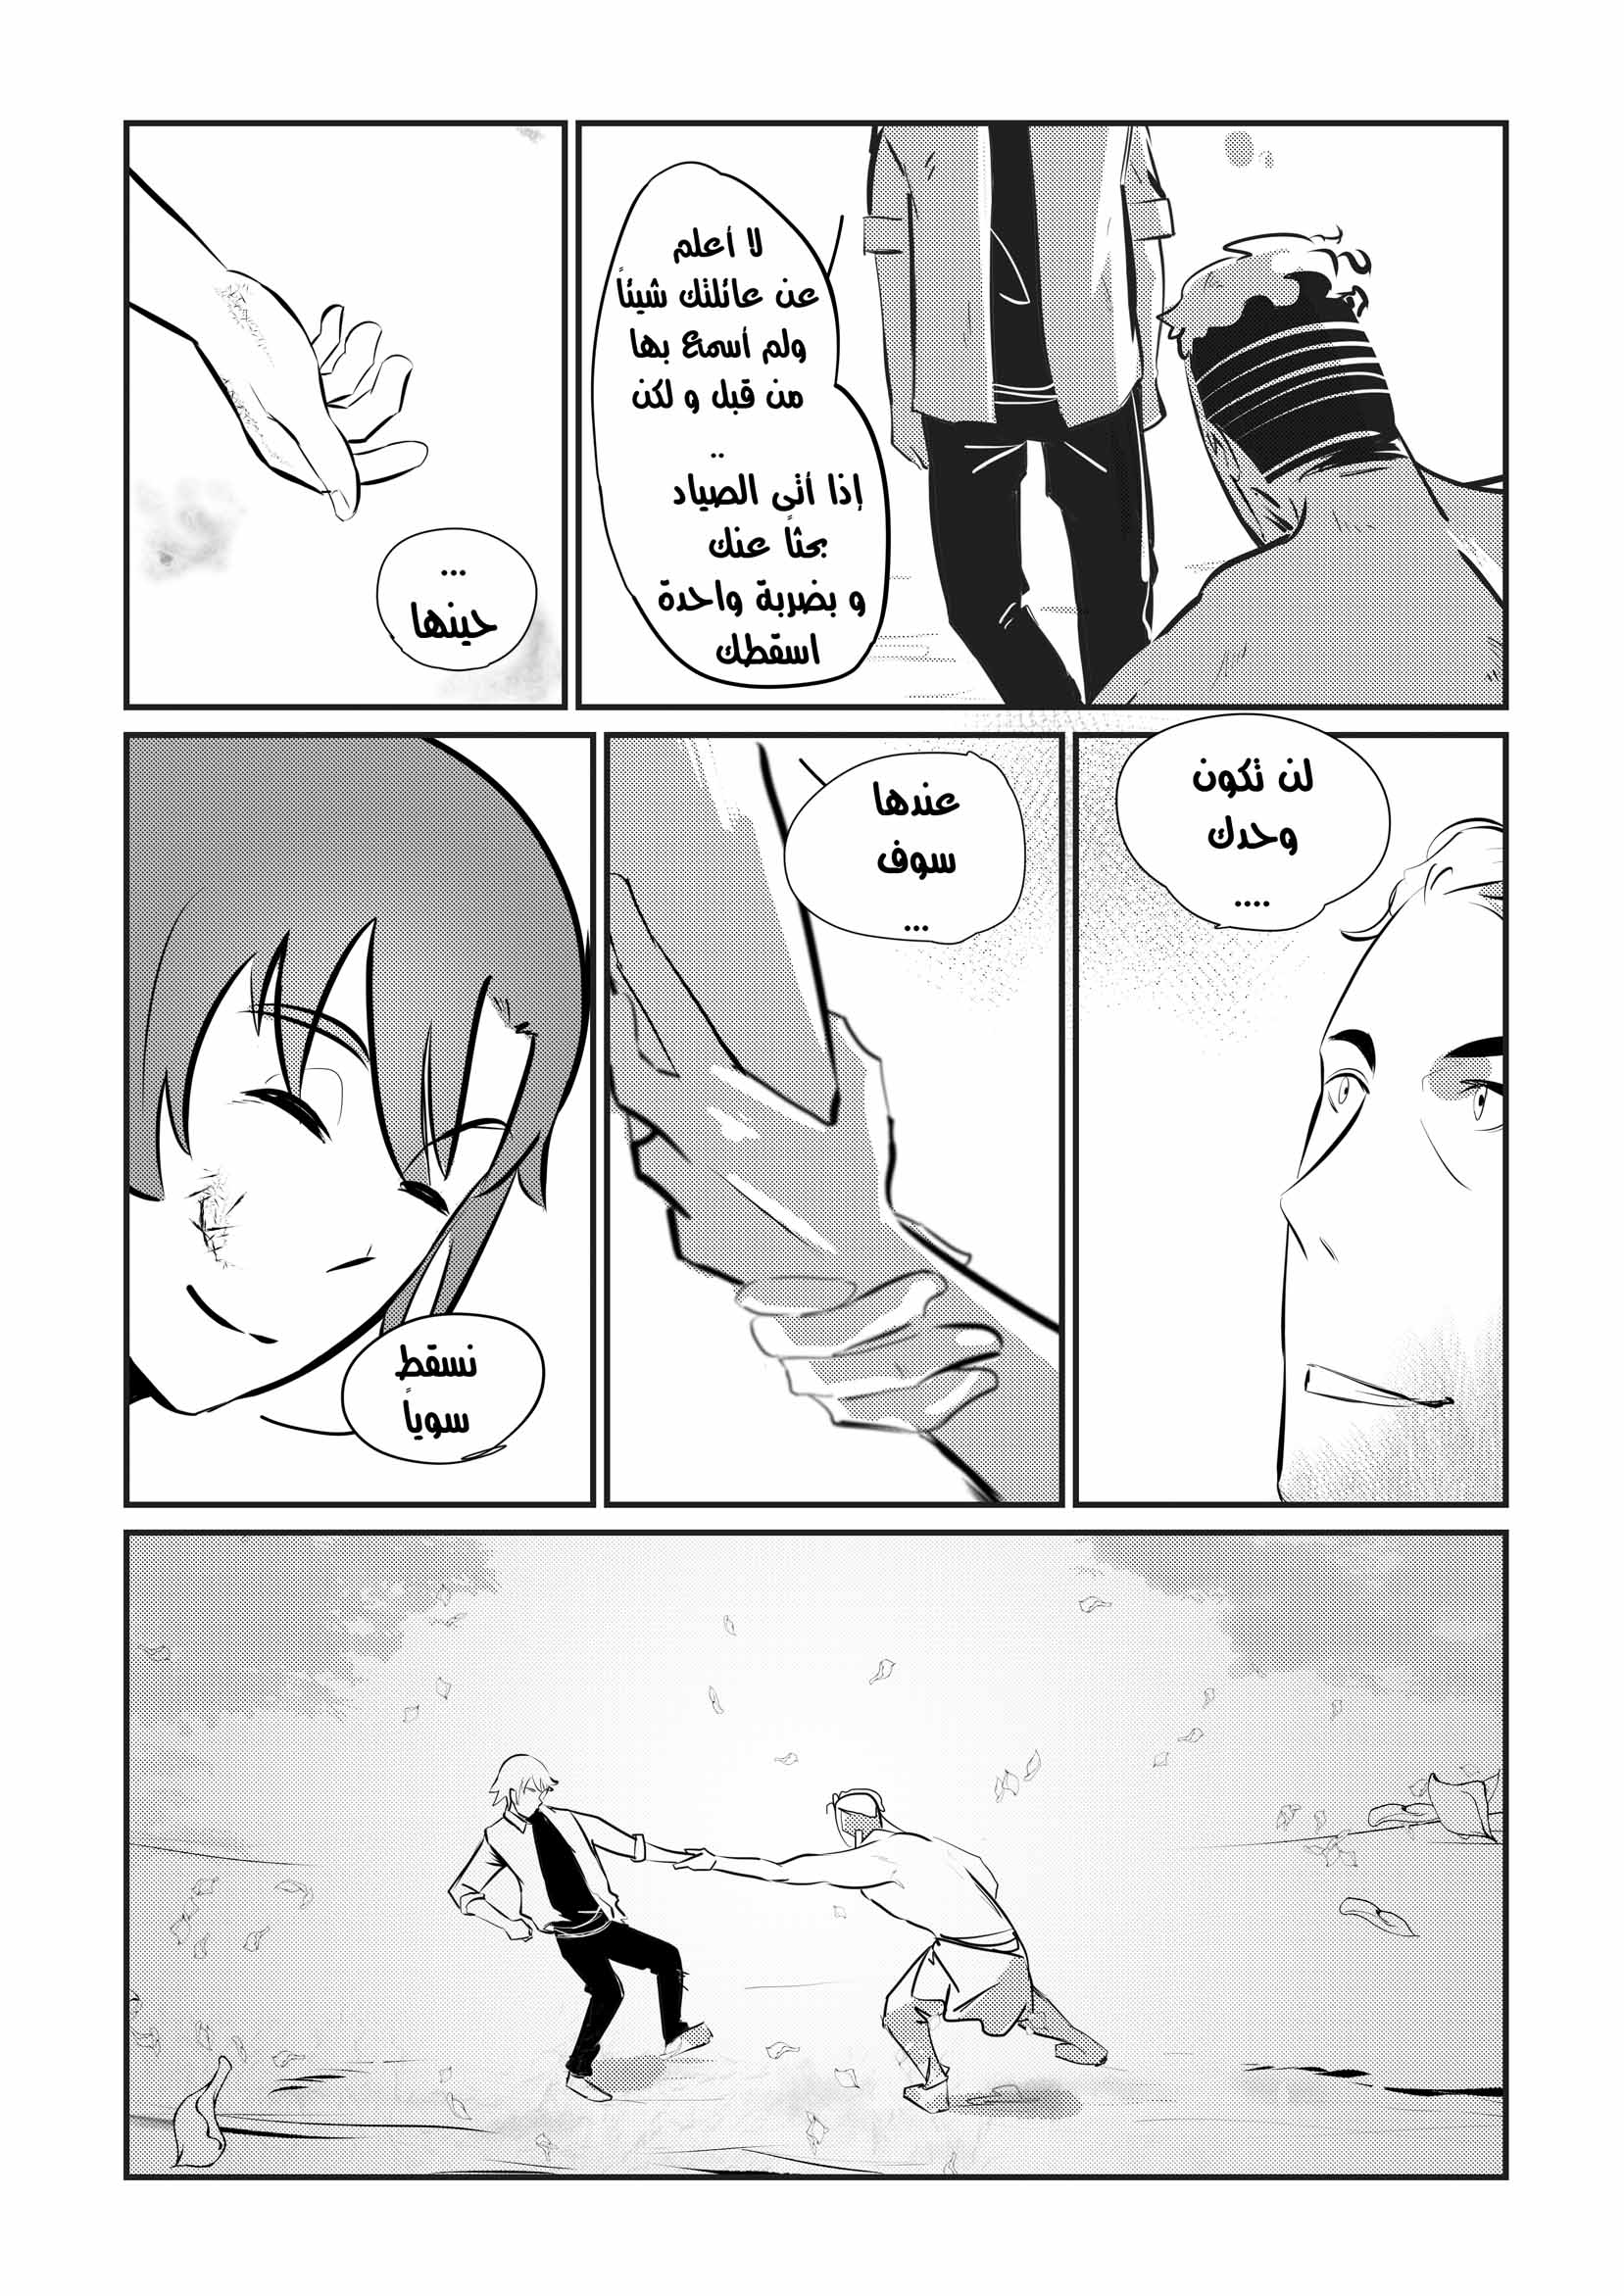 لا أعلم
عن عائلتك شيئاً
ولم أسمع بها
من قبل و لكن
..
إذا أتى الصياد
بحثاً عنك
و بضربة واحدة
اسقطك
...
حينها
لن تكون
وحدك
....
عندها
سوف
...
نسقط
سوياً